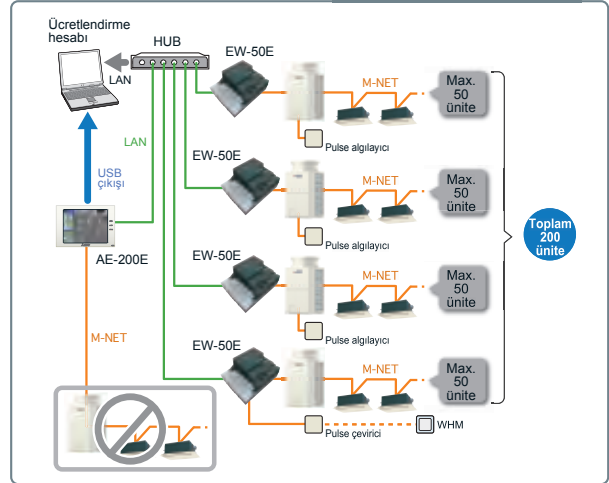 Ücretlendirme
hesabı
HUB
EW-50E
LAN
M-NET
Max.
50
ünite
Pulse algılayıcı
LAN
EW-50E
M-NET
Max.
50
ünite
Pulse algılayıcı
USB
çıkışı
AE-200E
Toplam
200
ünite
EW-50E
M-NET
Max.
50
ünite
Pulse algılayıcı
M-NET
EW-50E
M-NET
Max.
50
ünite
Pulse çevirici
WHM